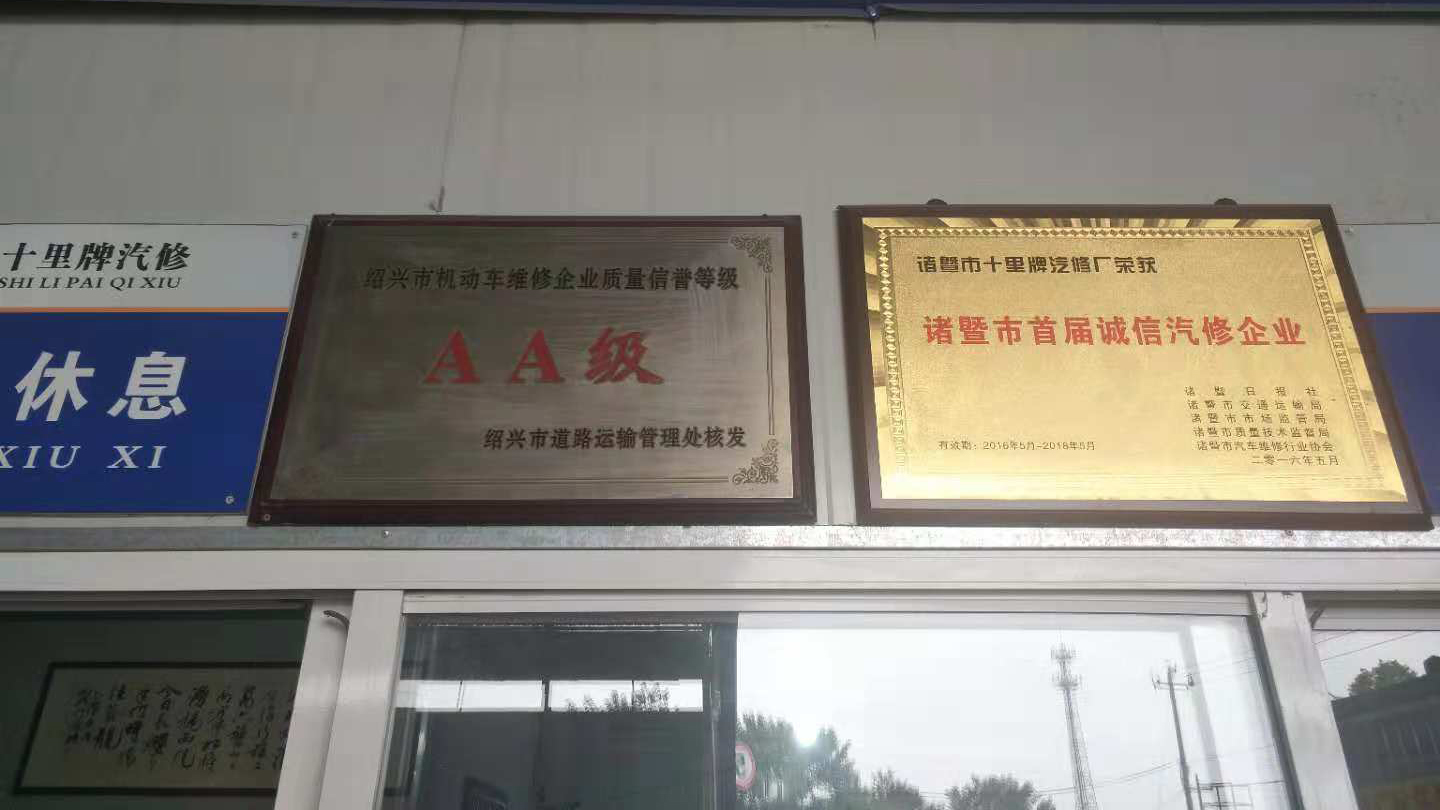 十里牌汽修
SHI LI PAI QI XIU
休息
XIU XI
绍兴市机动车维修企业质量信誉等级
AA级
绍兴市道路运输管理处核发
诸暨市十里牌汽修厂荣获
诸暨市首届诚信汽修企业
诸暨日报社
诸暨市交通运输局
诸暨市市场监管局
诸暨市质量技术监督局
诸暨市汽车维修行业协会
有效期：2016年5月-2018年5月
二零一六年五月